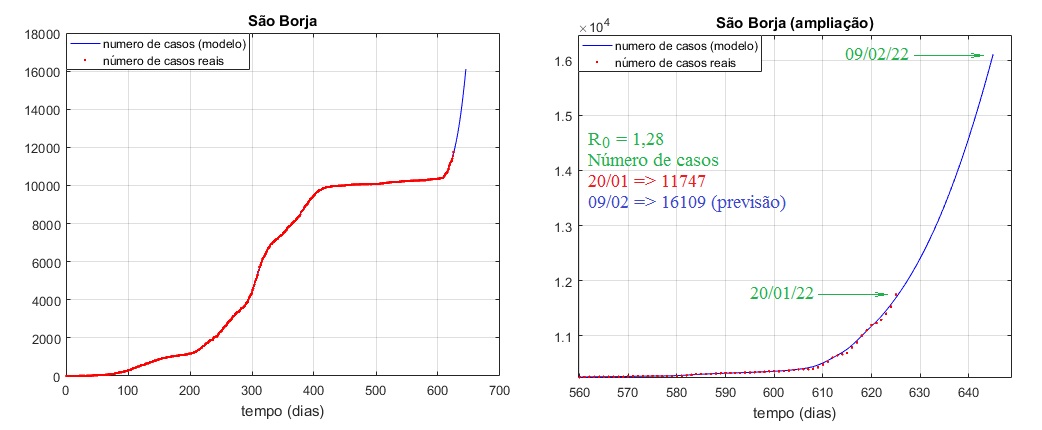 São Borja
numero de casos (modelo)
número de casos reais
18000
16000
14000
12000
10000
8000
6000
4000
2000
0
0 100 200 300 400 500 600 700
tempo (dias)
São Borja (ampliação)
×10⁴
numero de casos (modelo)
número de casos reais
09/02/22
R₀ = 1,28
Número de casos
20/01 => 11747
09/02 => 16109 (previsão)
20/01/22
1.6
1.5
1.4
1.3
1.2
1.1
560 570 580 590 600 610 620 630 640
tempo (dias)